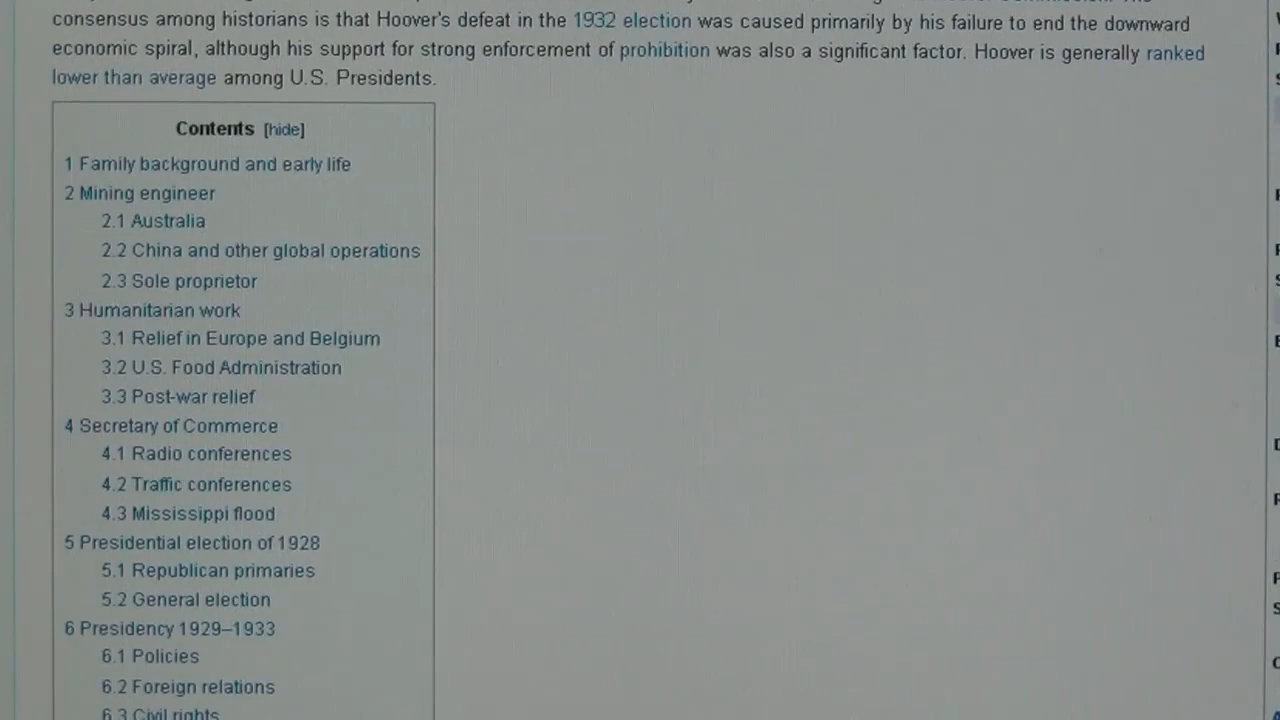 consensus among historians is that Hoover's defeat in the 1932 election was caused primarily by his failure to end the downward
economic spiral, although his support for strong enforcement of prohibition was also a significant factor. Hoover is generally ranked
lower than average among U.S. Presidents.
Contents [hide]
1 Family background and early life
2 Mining engineer
2.1 Australia
2.2 China and other global operations
2.3 Sole proprietor
3 Humanitarian work
3.1 Relief in Europe and Belgium
3.2 U.S. Food Administration
3.3 Post-war relief
4 Secretary of Commerce
4.1 Radio conferences
4.2 Traffic conferences
4.3 Mississippi flood
5 Presidential election of 1928
5.1 Republican primaries
5.2 General election
6 Presidency 1929–1933
6.1 Policies
6.2 Foreign relations
6.3 Civil rights